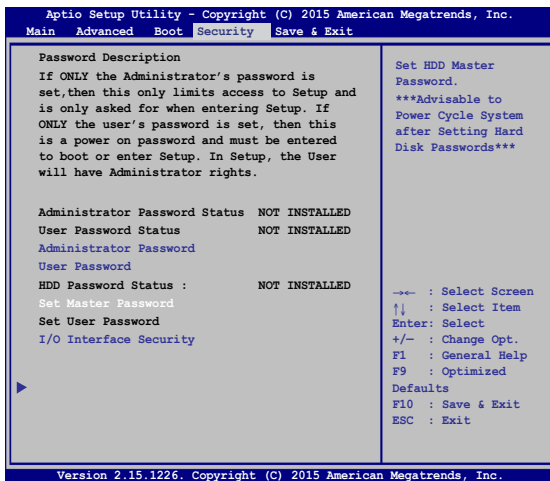 Aptio Setup Utility - Copyright (C) 2015 American Megatrends, Inc.
Main Advanced Boot Security Save & Exit
Password Description
If ONLY the Administrator's password is
set,then this only limits access to Setup and
is only asked for when entering Setup. If
ONLY the user's password is set, then this
is a power on password and must be entered
to boot or enter Setup. In Setup, the User
will have Administrator rights.
Administrator Password Status NOT INSTALLED
User Password Status NOT INSTALLED
Administrator Password
User Password
HDD Password Status : NOT INSTALLED
Set Master Password
Set User Password
I/O Interface Security
Set HDD Master
Password.
***Advisable to
Power Cycle System
after Setting Hard
Disk Passwords***
→← : Select Screen
↑↓ : Select Item
Enter: Select
+/— : Change Opt.
F1 : General Help
F9 : Optimized
Defaults
F10 : Save & Exit
ESC : Exit
Version 2.15.1226. Copyright (C) 2015 American Megatrends, Inc.